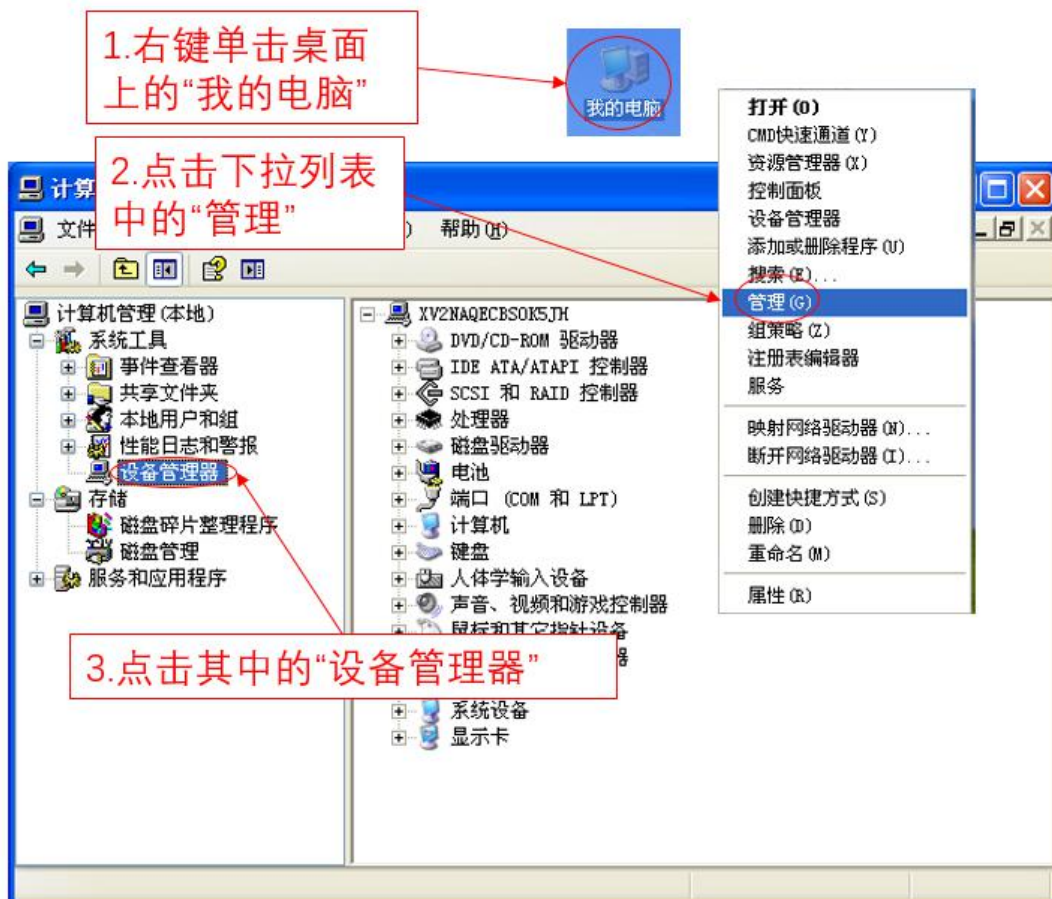 1.右键单击桌面
上的“我的电脑”
我的电脑
2.点击下拉列表
中的“管理”
打开(O)
CMD快速通道(Y)
资源管理器(X)
控制面板
设备管理器
添加或删除程序(U)
搜索(E)...
管理(G)
组策略(Z)
注册表编辑器
服务
映射网络驱动器(N)...
断开网络驱动器(I)...
创建快捷方式(S)
删除(D)
重命名(M)
属性(R)
计算
文件
帮助(H)
计算机管理(本地)
系统工具
事件查看器
共享文件夹
本地用户和组
性能日志和警报
设备管理器
存储
磁盘碎片整理程序
磁盘管理
服务和应用程序
XV2NAQECBSOK5JH
DVD/CD-ROM 驱动器
IDE ATA/ATAPI 控制器
SCSI 和 RAID 控制器
处理器
磁盘驱动器
电池
端口 (COM 和 LPT)
计算机
键盘
人体学输入设备
声音、视频和游戏控制器
鼠标和其它指针设备
器
系统设备
显示卡
3.点击其中的“设备管理器”